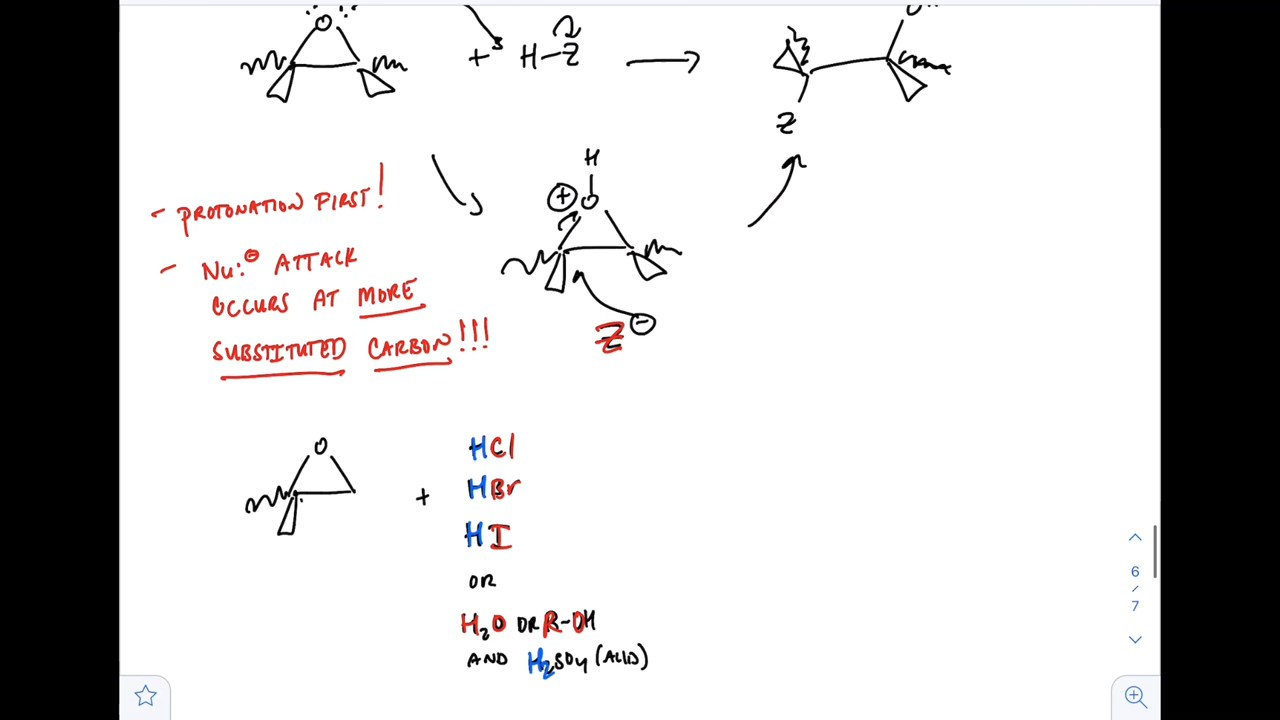 O
+ H-Z
Z
H
+ O
- PROTONATION FIRST!
- Nu:⊖ ATTACK
OCCURS AT MORE
SUBSTITUTED CARBON!!!
Z ⊖
O
+
HCl
HBr
HI
OR
H₂O OR R-OH
AND H₂SO₄ (ACID)
6
/
7